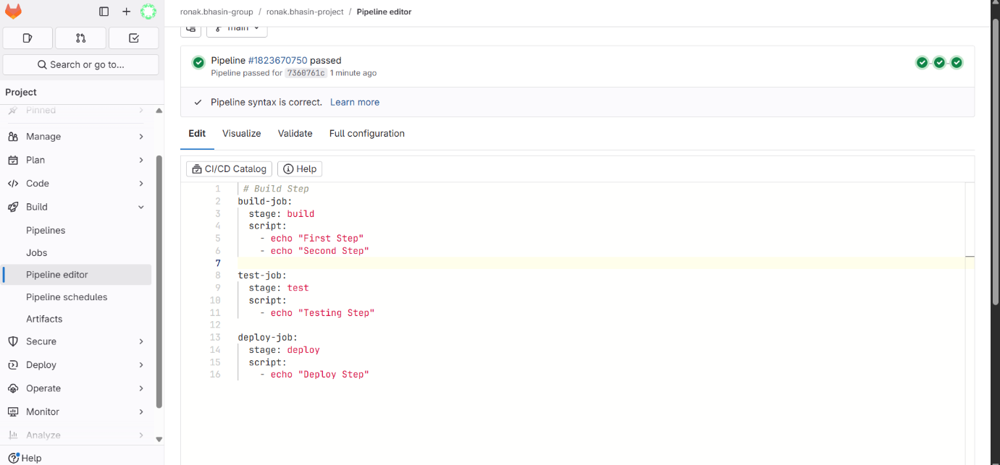 ronak.bhasin-group / ronak.bhasin-project / Pipeline editor
main
Search or go to...
Project
Pinned
Manage
Plan
Code
Build
Pipelines
Jobs
Pipeline editor
Pipeline schedules
Artifacts
Secure
Deploy
Operate
Monitor
Analyze
Help
Pipeline #1823670750 passed
Pipeline passed for 7360761c 1 minute ago
Pipeline syntax is correct. Learn more
Edit Visualize Validate Full configuration
CI/CD Catalog Help
1 # Build Step
2 build-job:
3 stage: build
4 script:
5 - echo "First Step"
6 - echo "Second Step"
7
8 test-job:
9 stage: test
10 script:
11 - echo "Testing Step"
12
13 deploy-job:
14 stage: deploy
15 script:
16 - echo "Deploy Step"